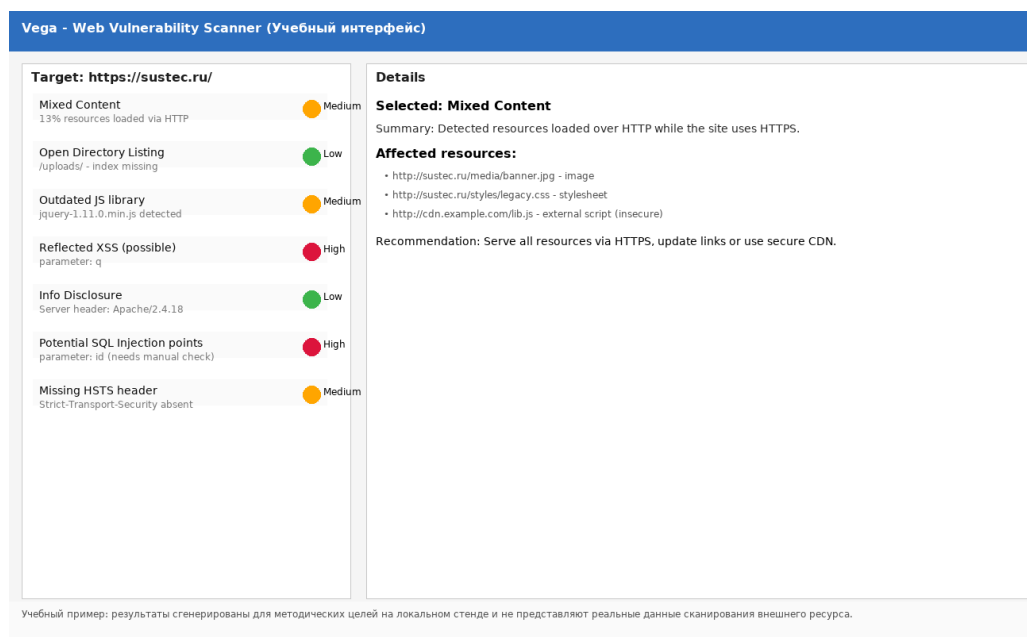 Vega - Web Vulnerability Scanner (Учебный интерфейс)
Target: https://sustec.ru/
Mixed Content
13% resources loaded via HTTP
Medium
Open Directory Listing
/uploads/ - index missing
Low
Outdated JS library
jquery-1.11.0.min.js detected
Medium
Reflected XSS (possible)
parameter: q
High
Info Disclosure
Server header: Apache/2.4.18
Low
Potential SQL Injection points
parameter: id (needs manual check)
High
Missing HSTS header
Strict-Transport-Security absent
Medium
Details
Selected: Mixed Content
Summary: Detected resources loaded over HTTP while the site uses HTTPS.
Affected resources:
• http://sustec.ru/media/banner.jpg - image
• http://sustec.ru/styles/legacy.css - stylesheet
• http://cdn.example.com/lib.js - external script (insecure)
Recommendation: Serve all resources via HTTPS, update links or use secure CDN.
Учебный пример: результаты сгенерированы для методических целей на локальном стенде и не представляют реальные данные сканирования внешнего ресурса.